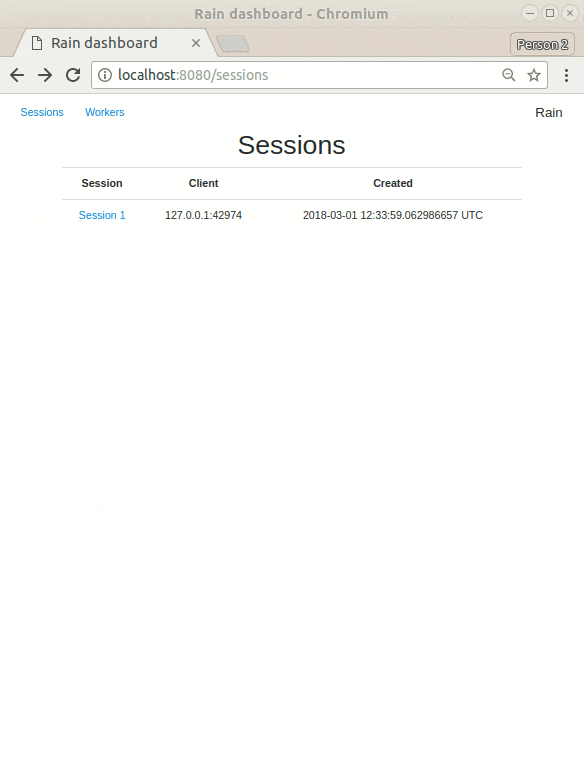 Rain dashboard - Chromium
Rain dashboard
Person 2
localhost:8080/sessions
Sessions Workers Rain
Sessions
Session Client Created
Session 1 127.0.0.1:42974 2018-03-01 12:33:59.062986657 UTC